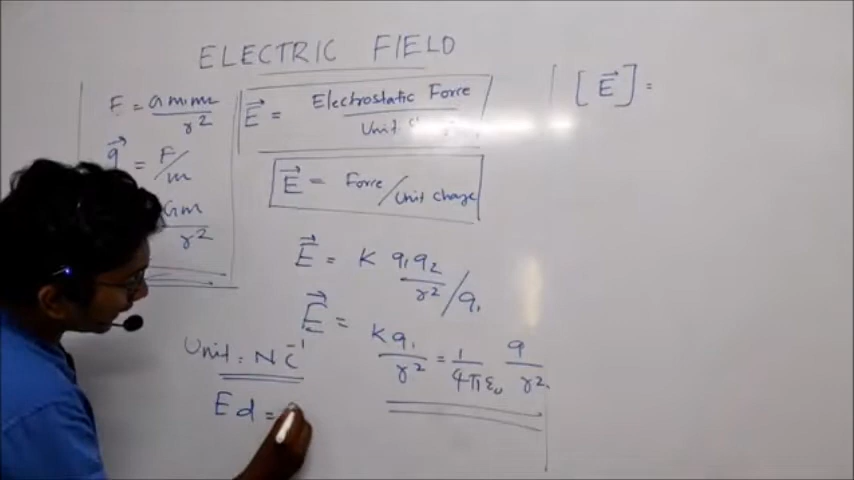 ELECTRIC FIELD
F = Gm₁m₂ / r²
g⃗ = F/m
Gm / r²
E⃗ = Electrostatic Force / Unit
E⃗ = Force / Unit charge
E⃗ = K q₁q₂ / r² / q₁
E⃗ = Kq₁ / r² = 1 / 4πε₀ q / r²
Unit: NC⁻¹
Ed =
[E⃗] =